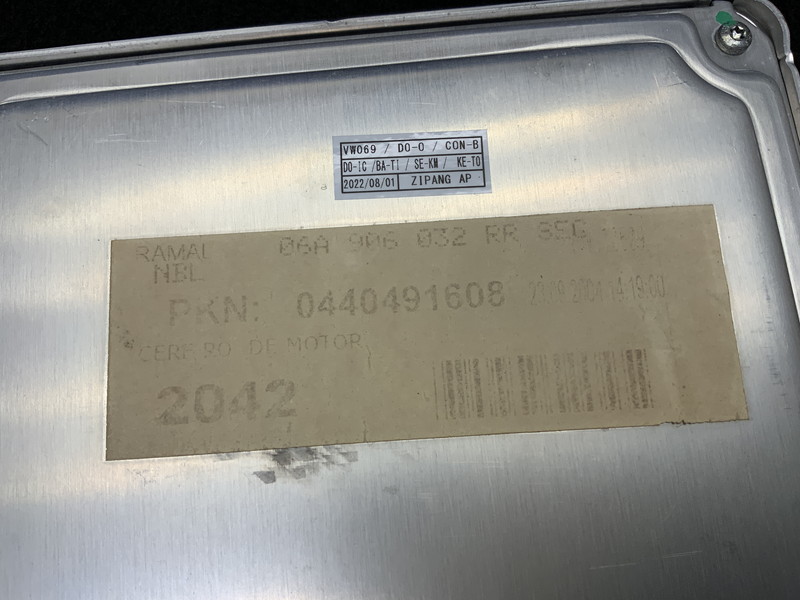 VW069 / DO-O / CON-B
DO-IC /BA-TI / SE-KM / KE-TO
2022/08/01 ZIPANG AP
RAMAL 06A 906 032 RR
NBL
PKN: 0440491608
DE MOTOR
2042